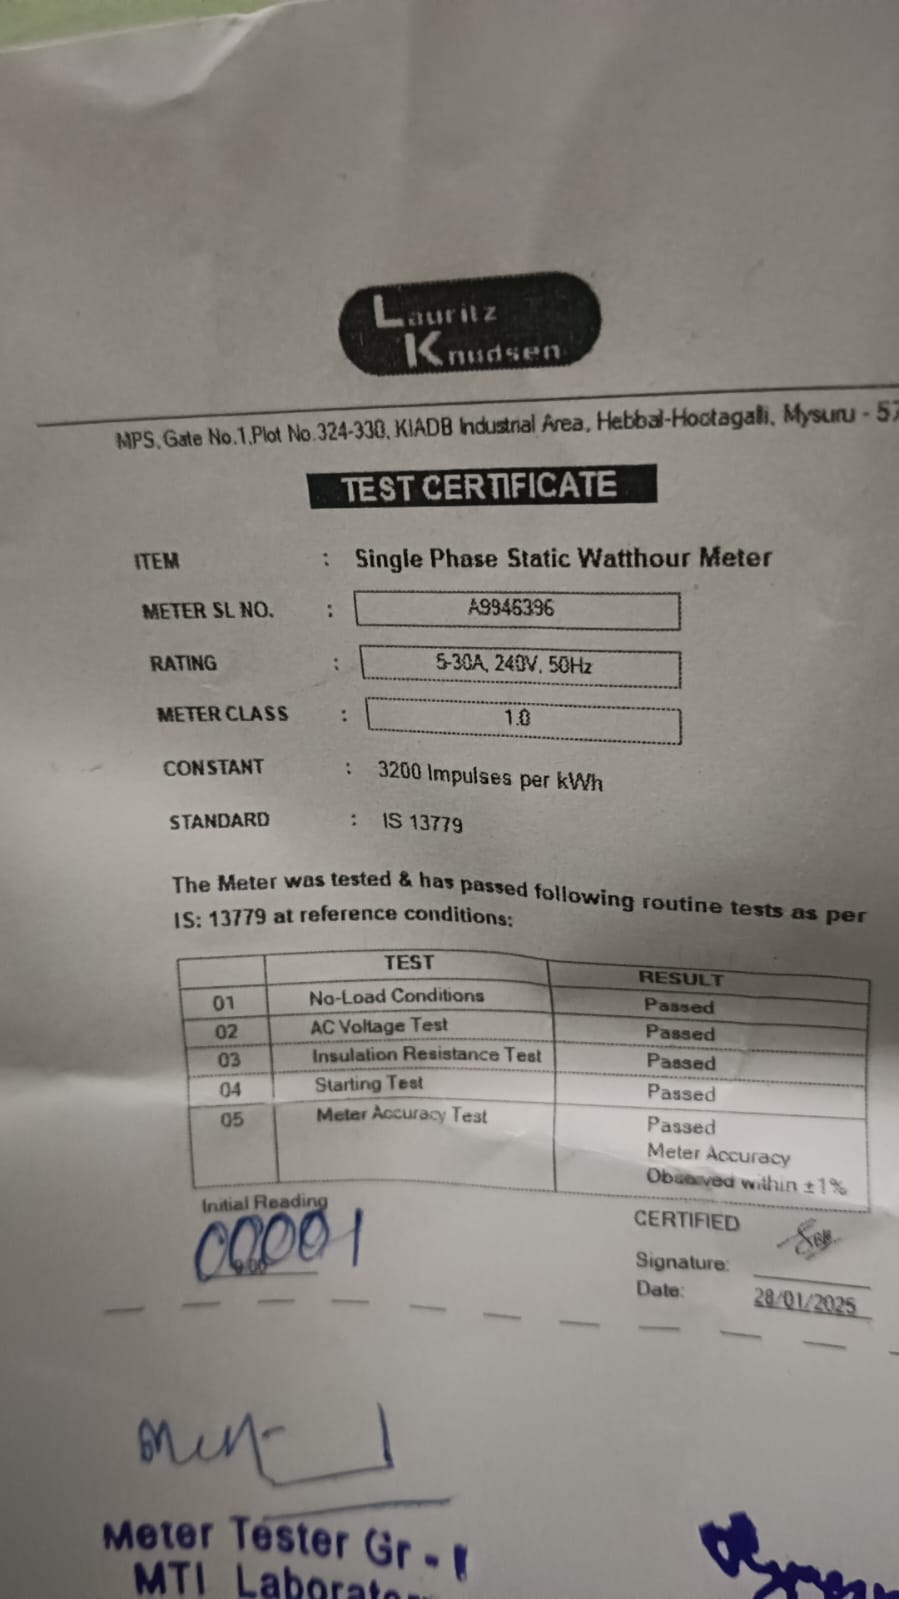 Lauritz
Knudsen
MPS, Gate No.1,Plot No.324-330, KIADB Industrial Area, Hebbal-Hootagalli, Mysuru - 57
TEST CERTIFICATE
ITEM : Single Phase Static Watthour Meter
METER SL NO. : A9946396
RATING : 5-30A, 240V, 50Hz
METER CLASS : 1.0
CONSTANT : 3200 Impulses per kWh
STANDARD : IS 13779
The Meter was tested & has passed following routine tests as per
IS: 13779 at reference conditions:
TEST RESULT
01 No-Load Conditions Passed
02 AC Voltage Test Passed
03 Insulation Resistance Test Passed
04 Starting Test Passed
05 Meter Accuracy Test Passed
Meter Accuracy
Observed within ±1%
Initial Reading
00001
CERTIFIED
Signature:
Date: 28/01/2025
Meter Tester Gr - I
MTI